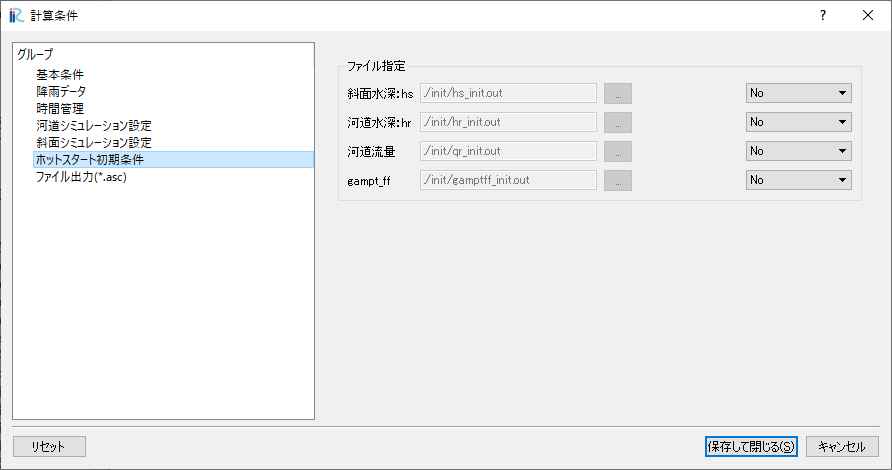 計算条件
グループ
基本条件
降雨データ
時間管理
河道シミュレーション設定
斜面シミュレーション設定
ホットスタート初期条件
ファイル出力(*.asc)
ファイル指定
斜面水深:hs ./init/hs_init.out ... No
河道水深:hr ./init/hr_init.out ... No
河道流量 ./init/qr_init.out ... No
gampt_ff ./init/gamptff_init.out ... No
リセット 保存して閉じる(S) キャンセル